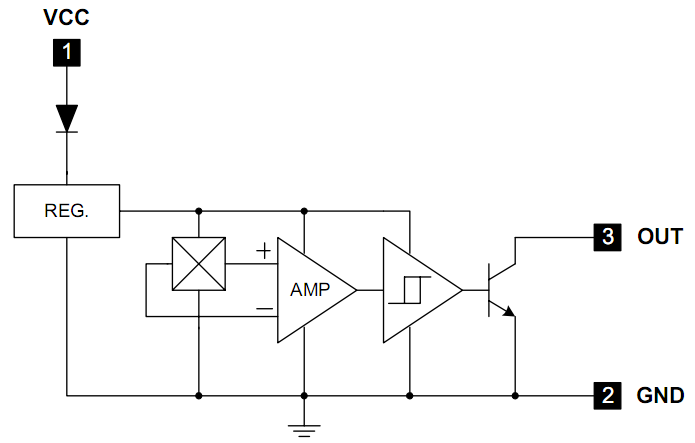 VCC
1
REG.
+
AMP
−
3 OUT
2 GND